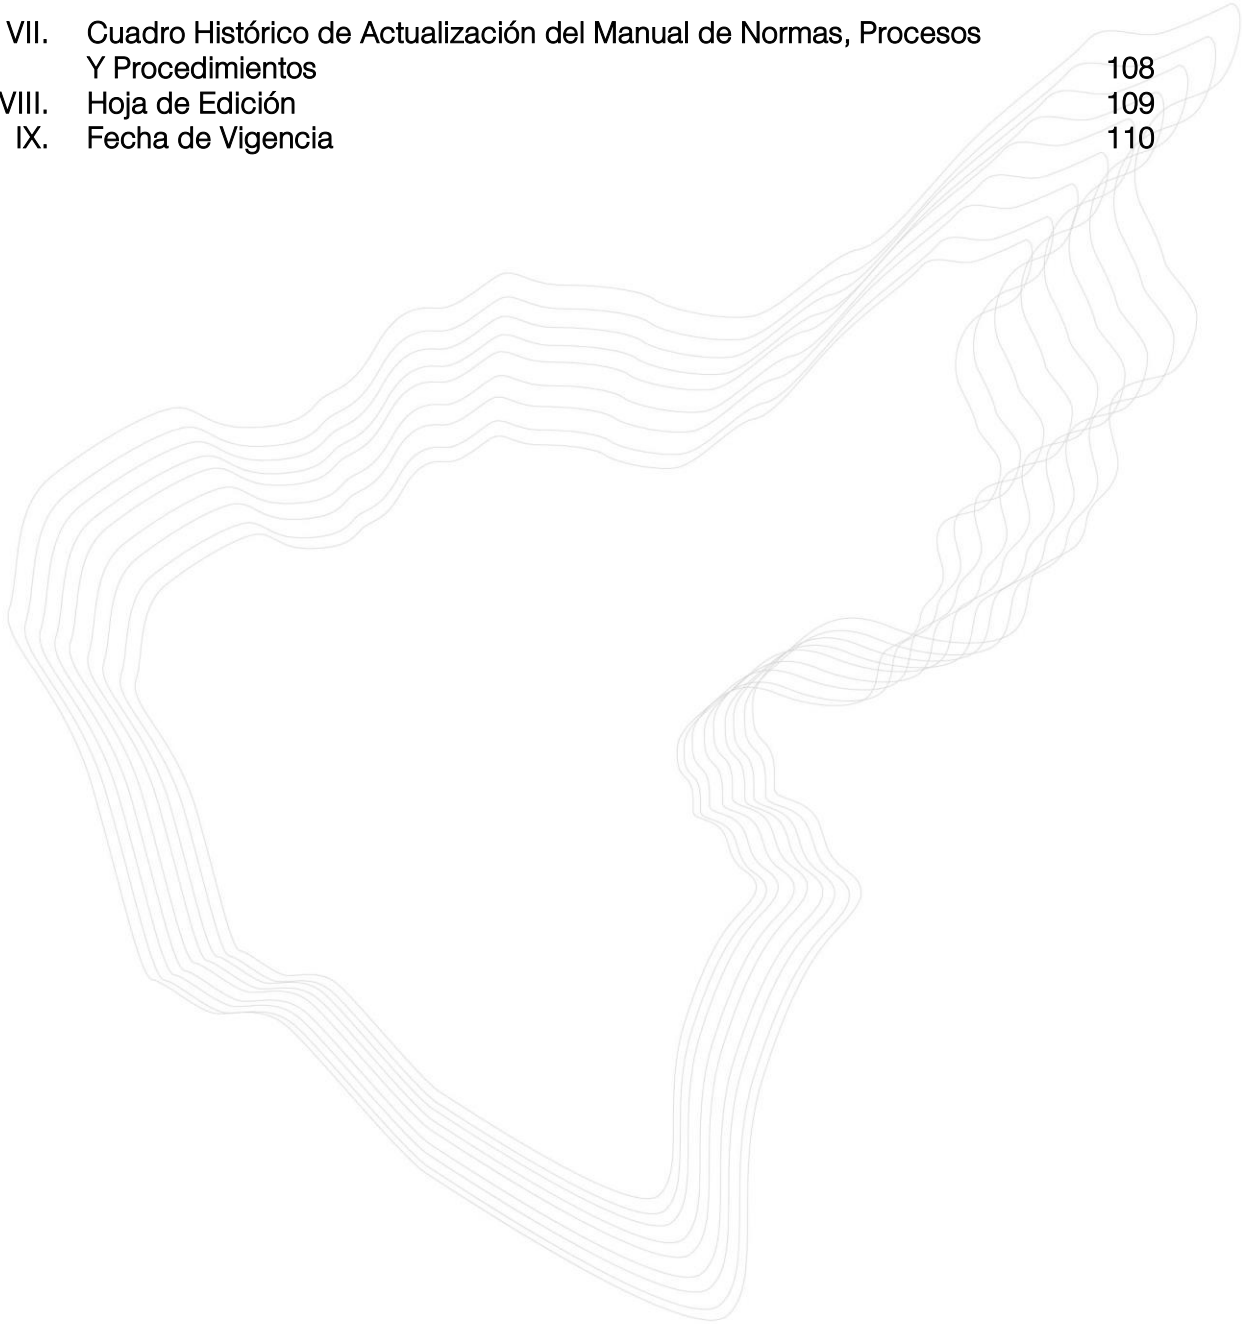 VII. Cuadro Histórico de Actualización del Manual de Normas, Procesos
Y Procedimientos 108
VIII. Hoja de Edición 109
IX. Fecha de Vigencia 110